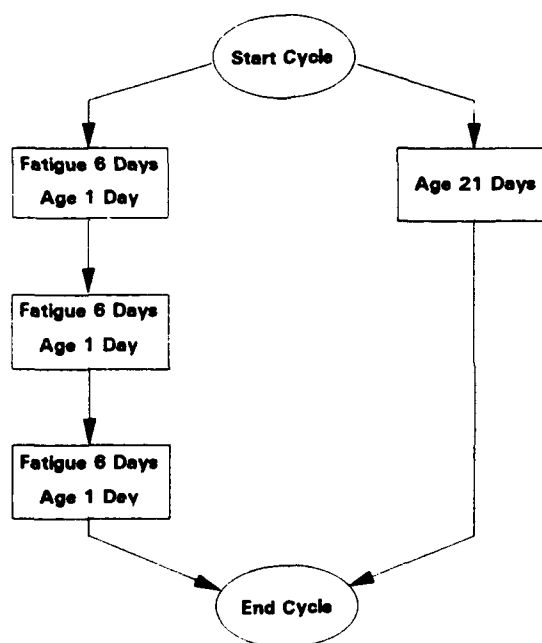 Start Cycle
Fatigue 6 Days
Age 1 Day
Age 21 Days
Fatigue 6 Days
Age 1 Day
Fatigue 6 Days
Age 1 Day
End Cycle